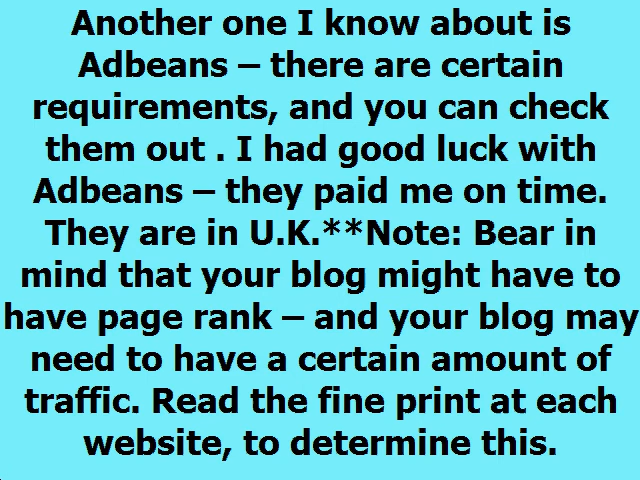 Another one I know about is
Adbeans – there are certain
requirements, and you can check
them out . I had good luck with
Adbeans – they paid me on time.
They are in U.K.**Note: Bear in
mind that your blog might have to
have page rank – and your blog may
need to have a certain amount of
traffic. Read the fine print at each
website, to determine this.